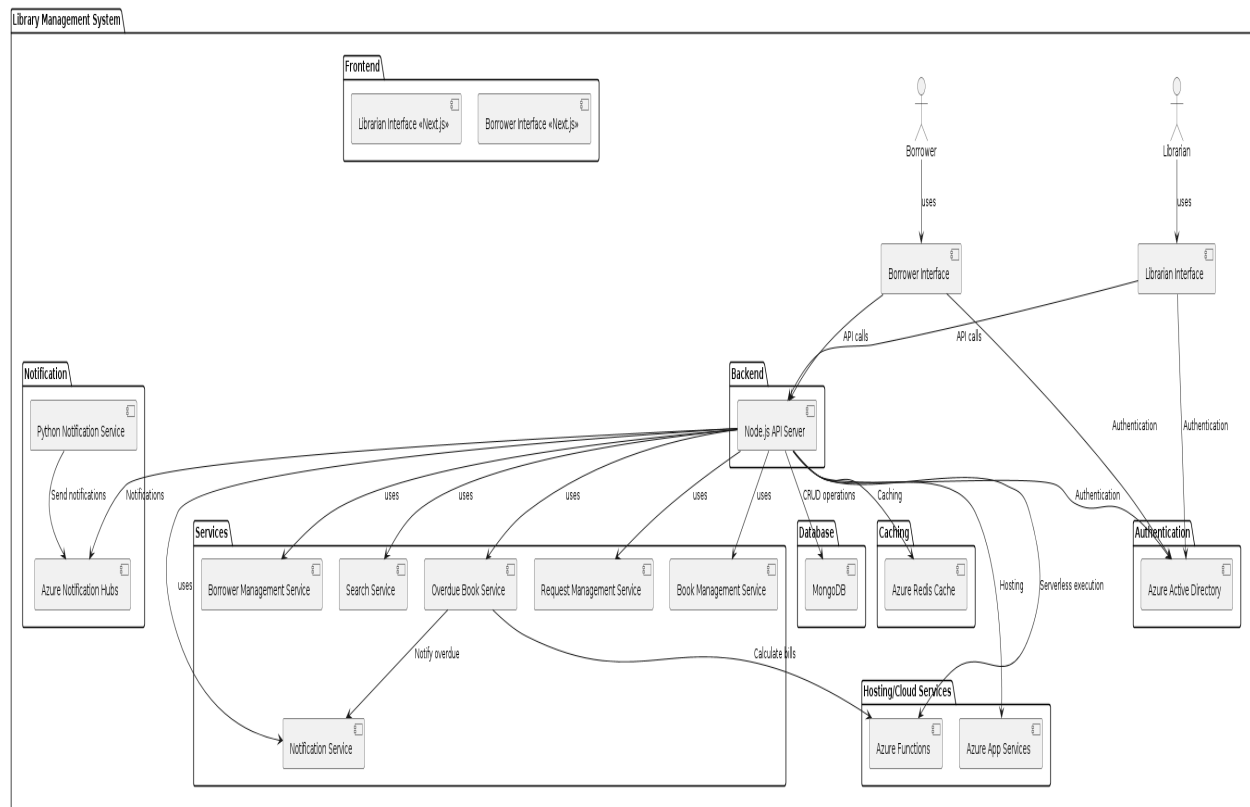 Library Management System
Frontend
Librarian Interface «Next.js»
Borrower Interface «Next.js»
Borrower
Librarian
uses
uses
Borrower Interface
Librarian Interface
API calls
API calls
Notification
Backend
Python Notification Service
Node.js API Server
Authentication
Authentication
Send notifications
Notifications
uses
uses
uses
uses
uses
CRUD operations
Caching
Authentication
Services
Database
Caching
Authentication
Azure Notification Hubs
uses
Borrower Management Service
Search Service
Overdue Book Service
Request Management Service
Book Management Service
MongoDB
Azure Redis Cache
Hosting
Serverless execution
Azure Active Directory
Notify overdue
Calculate bills
Hosting/Cloud Services
Notification Service
Azure Functions
Azure App Services